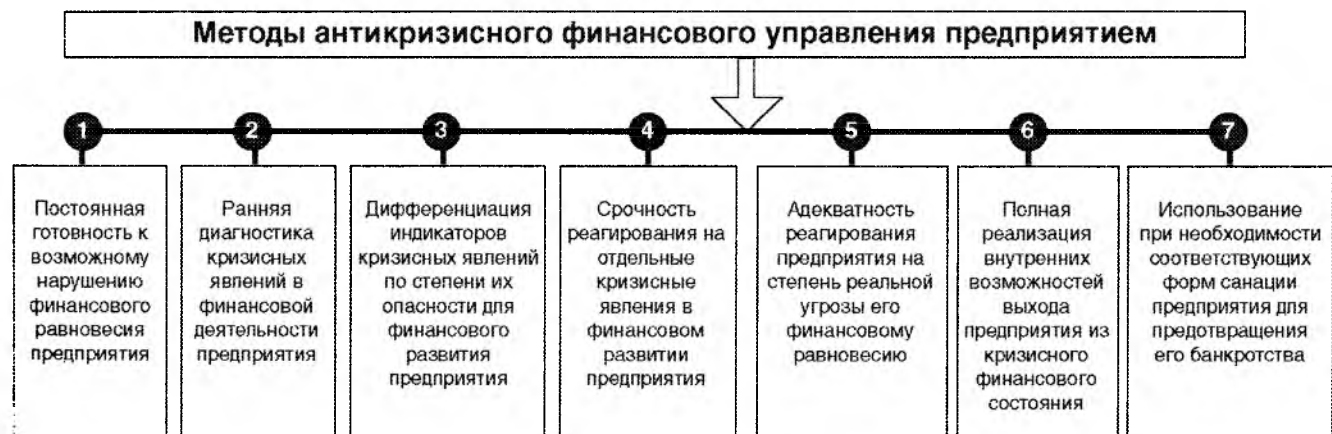 Методы антикризисного финансового управления предприятием
1
Постоянная
готовность к
возможному
нарушению
финансового
равновесия
предприятия
2
Ранняя
диагностика
кризисных
явлений в
финансовой
деятельности
предприятия
3
Дифференциация
индикаторов
кризисных явлений
по степени их
опасности для
финансового
развития
предприятия
4
Срочность
реагирования на
отдельные
кризисные
явления в
финансовом
развитии
предприятия
5
Адекватность
реагирования
предприятия на
степень реальной
угрозы его
финансовому
равновесию
6
Полная
реализация
внутренних
возможностей
выхода
предприятия из
кризисного
финансового
состояния
7
Использование
при необходимости
соответствующих
форм санации
предприятия для
предотвращения
его банкротства